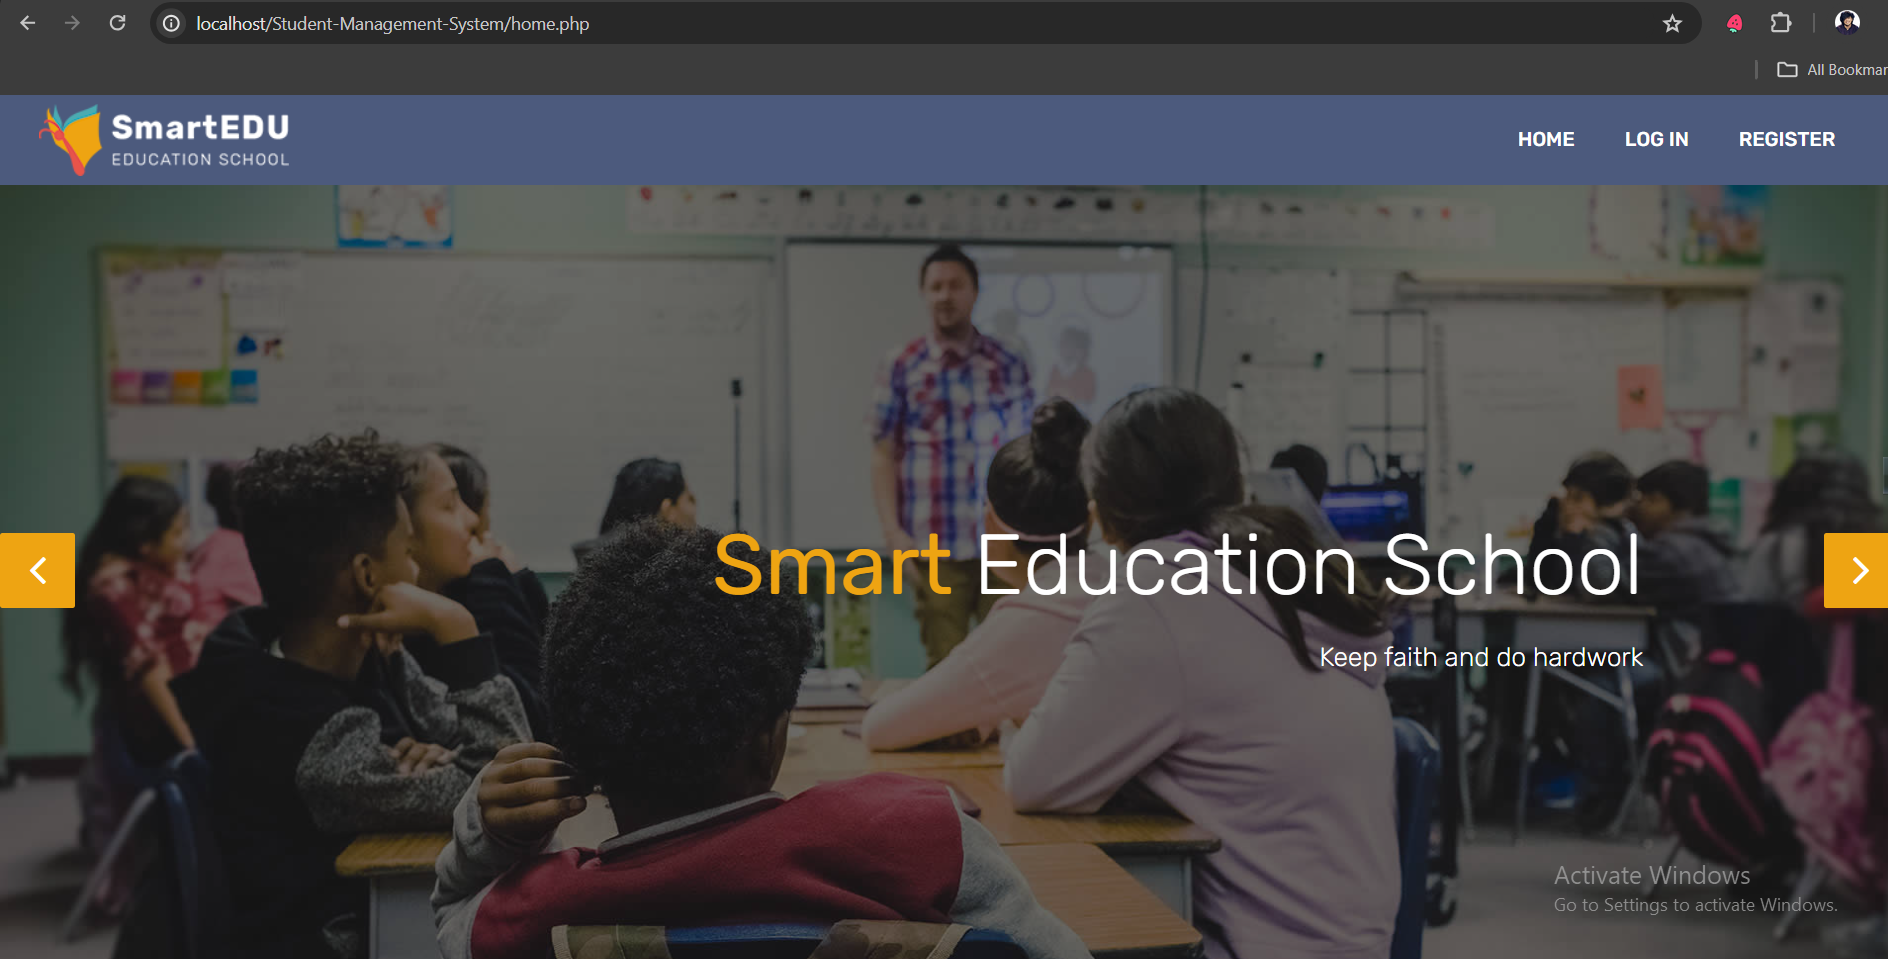 localhost/Student-Management-System/home.php
All Bookmar
SmartEDU
EDUCATION SCHOOL
HOME
LOG IN
REGISTER
Smart Education School
Keep faith and do hardwork
Activate Windows
Go to Settings to activate Windows.